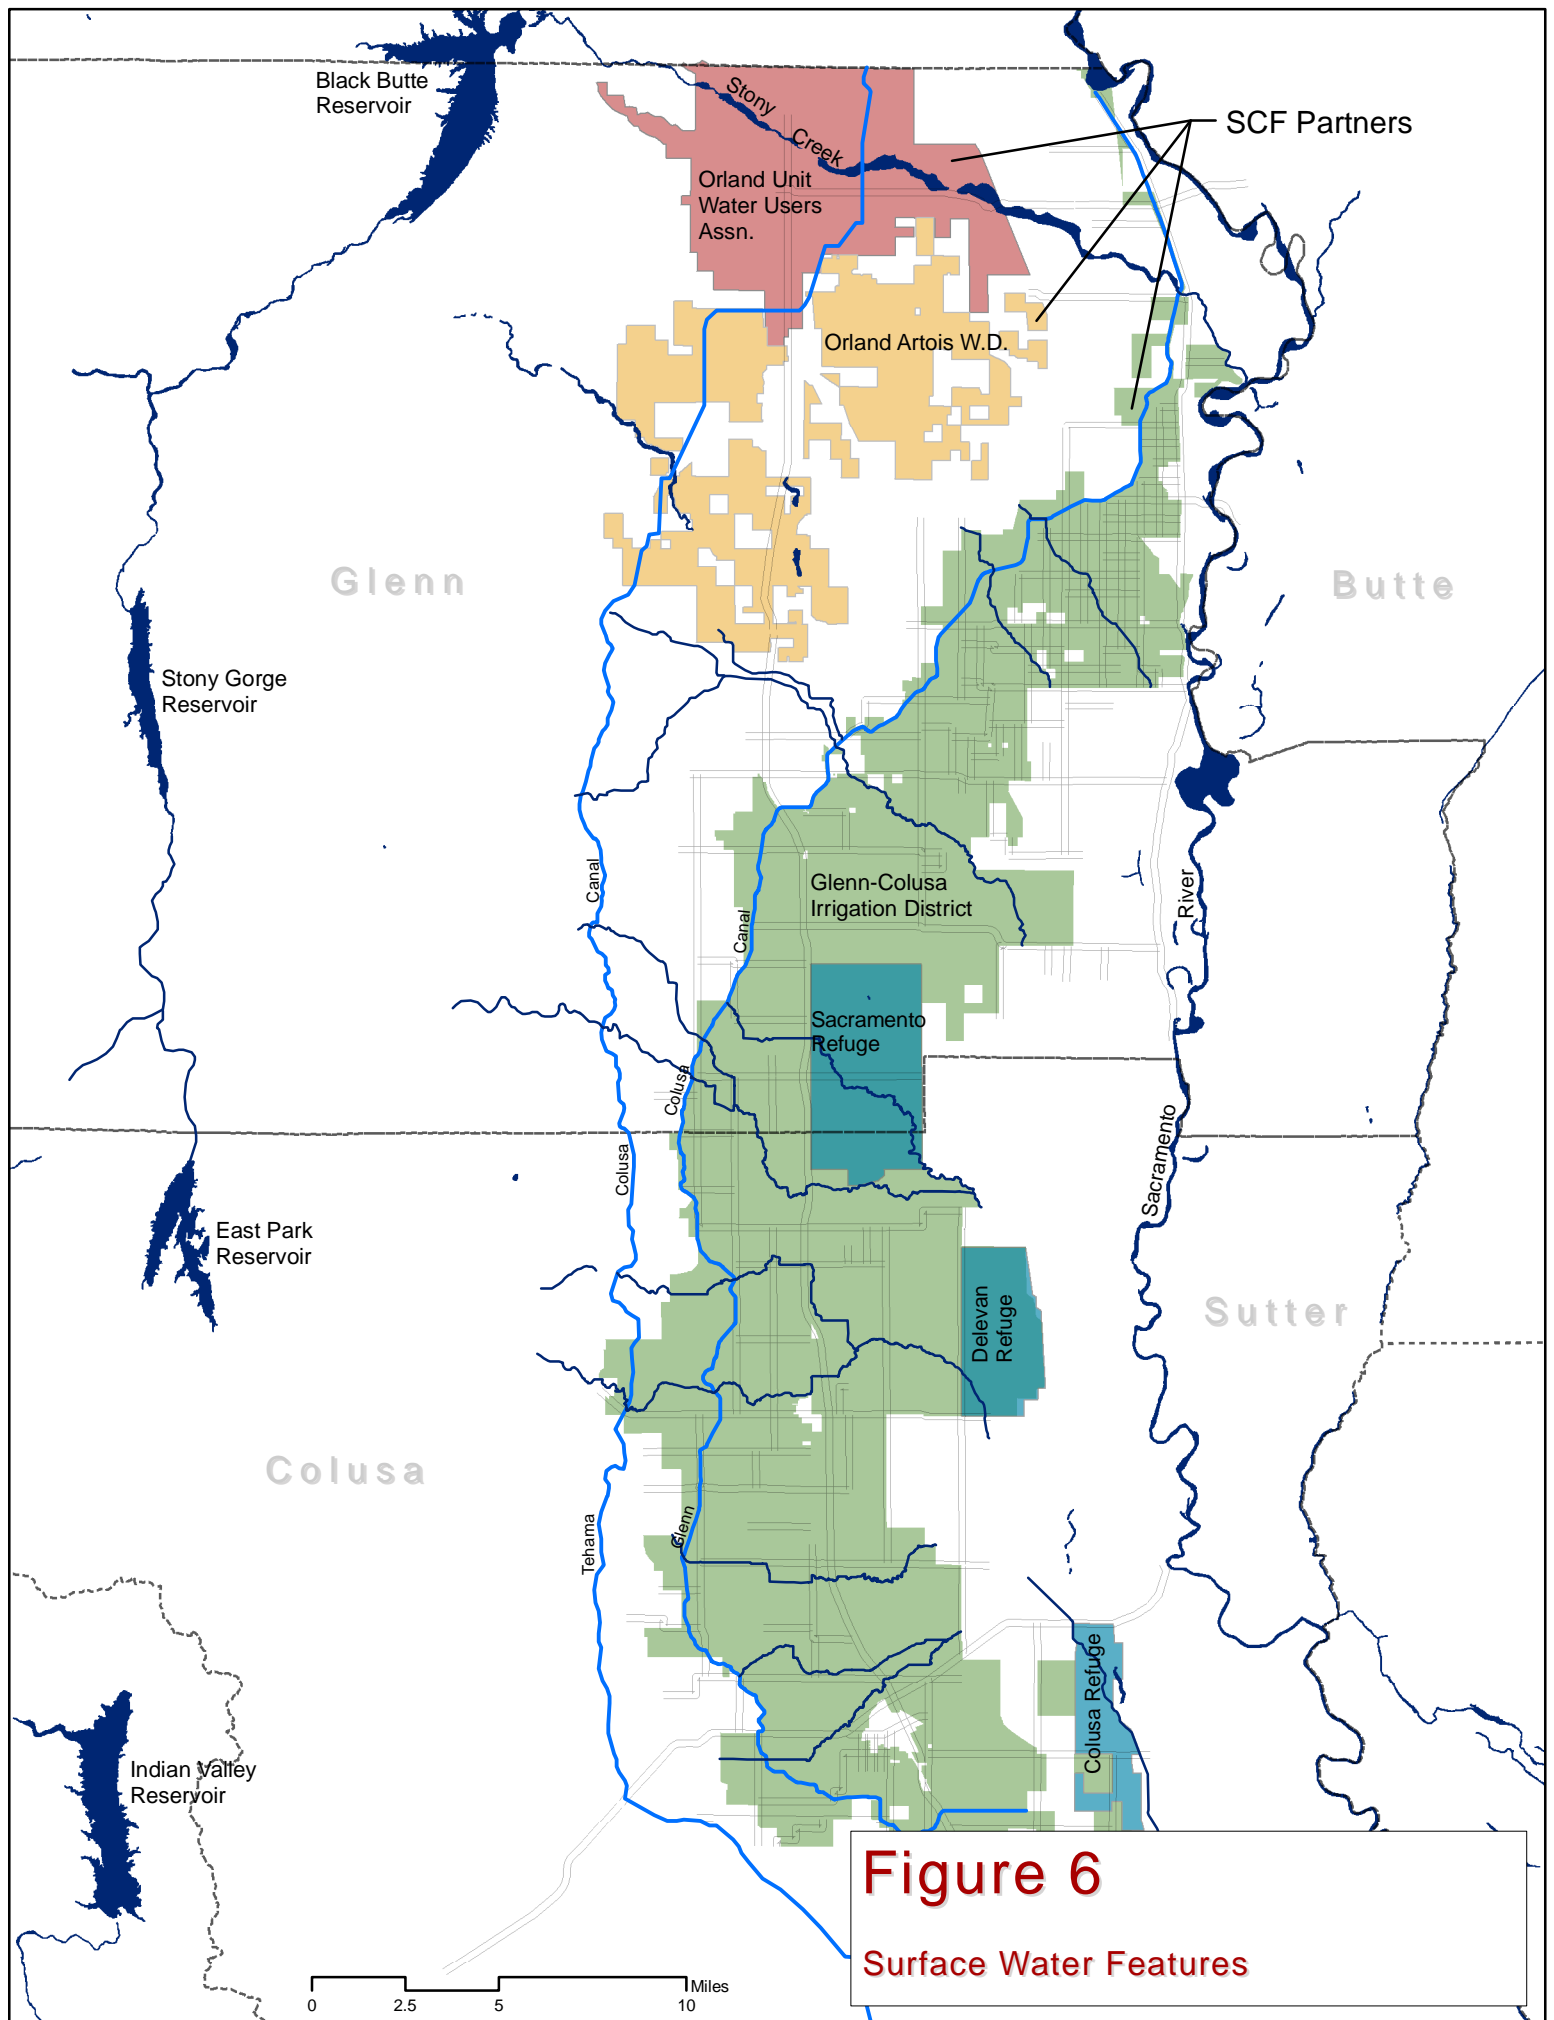 Black Butte
Reservoir
Stony
Creek
SCF Partners
Orland Unit
Water Users
Assn.
Orland Artois W.D.
Glenn
Butte
Stony Gorge
Reservoir
Canal
Glenn-Colusa
Irrigation District
Canal
River
Sacramento
Refuge
Colusa
Colusa
Sacramento
East Park
Reservoir
Delevan
Refuge
Sutter
Colusa
Tehama
Glenn
Colusa Refuge
Indian Valley
Reservoir
Figure 6
Surface Water Features
Miles
0 2.5 5 10